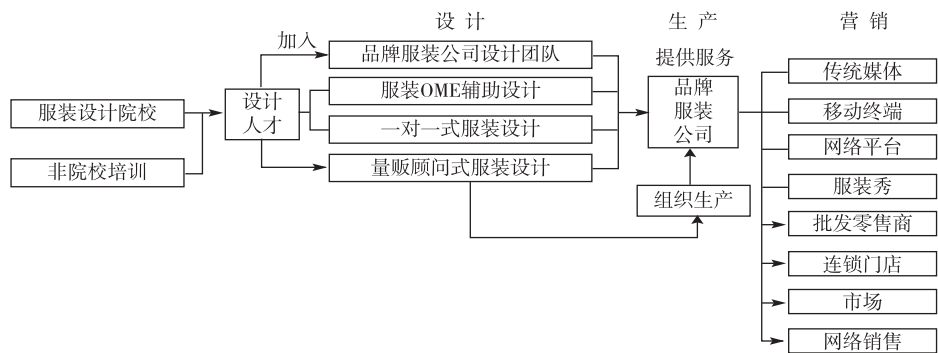 设 计
生 产
营 销
加入
品牌服装公司设计团队
提供服务
传统媒体
服装设计院校
设计
人才
服装OME辅助设计
品牌
服装
公司
移动终端
一对一式服装设计
网络平台
非院校培训
量贩顾问式服装设计
服装秀
组织生产
批发零售商
连锁门店
市场
网络销售